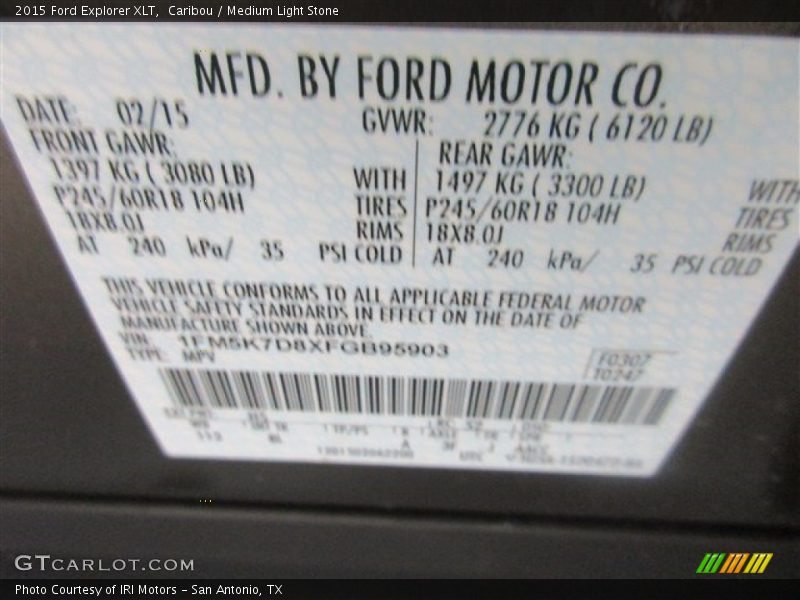 2015 Ford Explorer XLT,  Caribou / Medium Light Stone
MFD. BY FORD MOTOR CO.
DATE: 02/15 GVWR: 2776 KG ( 6120 LB)
FRONT GAWR: REAR GAWR:
1397 KG ( 3080 LB) WITH 1497 KG ( 3300 LB) WITH
P245/60R18 104H TIRES P245/60R18 104H TIRES
18X8.0J RIMS 18X8.0J RIMS
AT 240 kPa/ 35 PSI COLD AT 240 kPa/ 35 PSI COLD
THIS VEHICLE CONFORMS TO ALL APPLICABLE FEDERAL MOTOR
VEHICLE SAFETY STANDARDS IN EFFECT ON THE DATE OF
MANUFACTURE SHOWN ABOVE.
VIN: 1FM5K7D8XFGB95903
TYPE: MPV
F0307
T0247
GTCARLOT.COM
Photo Courtesy of IRI Motors – San Antonio, TX